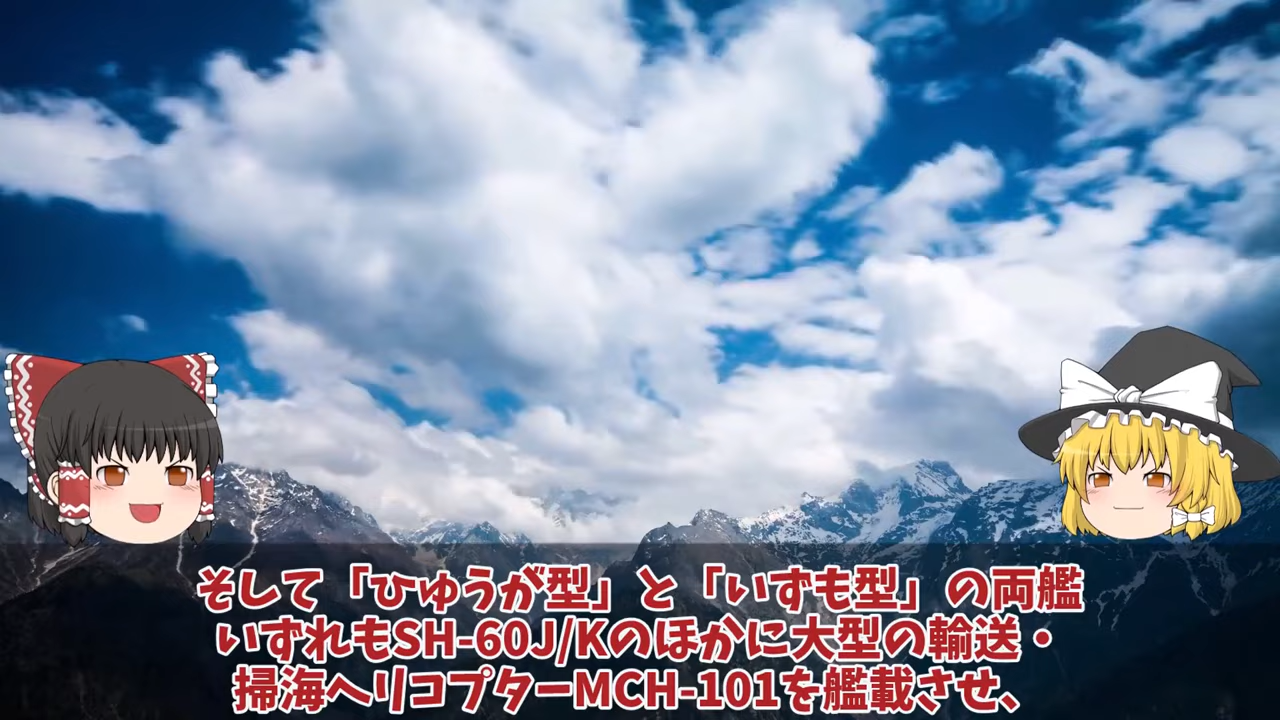 そして「ひゅうが型」と「いずも型」の両艦
いずれもSH-60J/Kのほかに大型の輸送・
掃海ヘリコプターMCH-101を艦載させ、